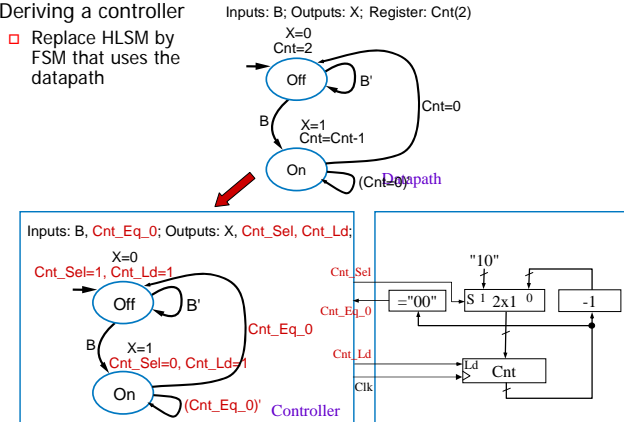 Deriving a controller
Replace HLSM by
FSM that uses the
datapath
Inputs: B; Outputs: X; Register: Cnt(2)
X=0
Cnt=2
Off
B'
Cnt=0
B
X=1
Cnt=Cnt-1
On
(Cnt=0)'
Datapath
Inputs: B, Cnt_Eq_0; Outputs: X, Cnt_Sel, Cnt_Ld;
X=0
Cnt_Sel=1, Cnt_Ld=1
Off
B'
Cnt_Eq_0
B
X=1
Cnt_Sel=0, Cnt_Ld=1
On
(Cnt_Eq_0)'
Controller
Cnt_Sel
Cnt_Eq_0
Cnt_Ld
Clk
"10"
="00"
S 1 2x1 0
-1
Ld
Cnt